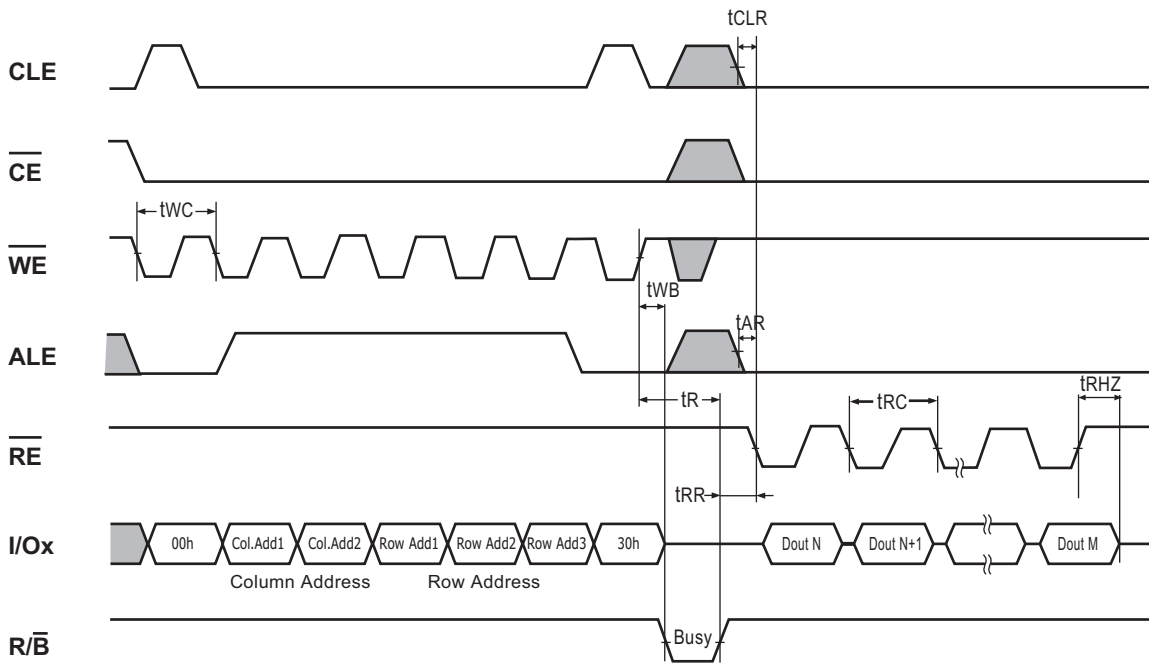 tCLR
CLE
CE
tWC
WE
tWB
tAR
ALE
tR
tRC
tRHZ
RE
tRR
I/Ox
00h
Col.Add1
Col.Add2
Row Add1
Row Add2
Row Add3
30h
Dout N
Dout N+1
Dout M
Column Address
Row Address
R/B
Busy